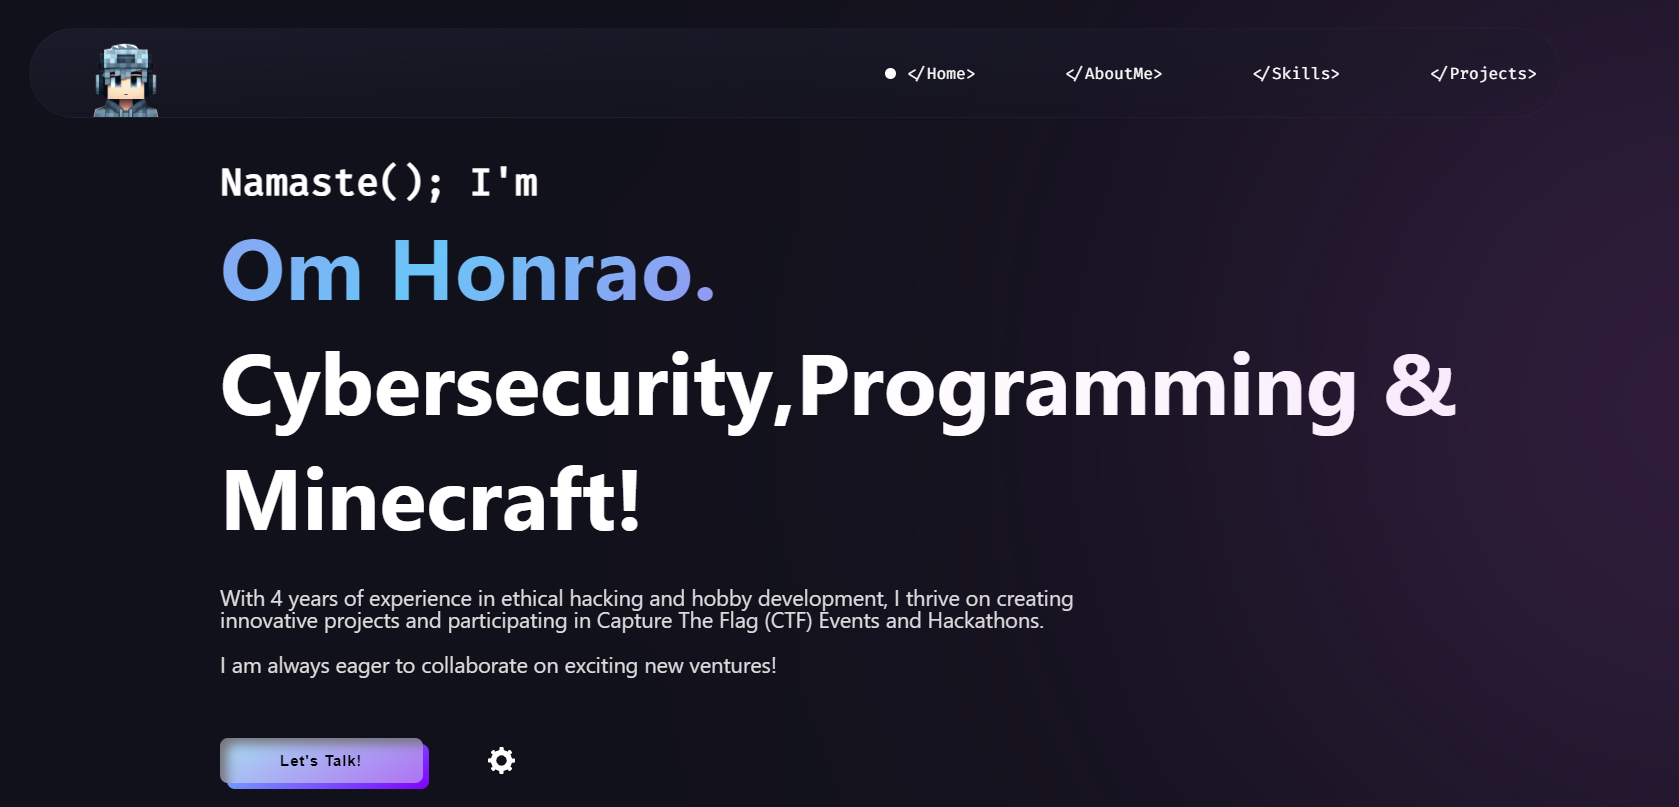 </Home>
</AboutMe>
</Skills>
</Projects>
Namaste(); I'm
Om Honrao.
Cybersecurity,Programming &
Minecraft!
With 4 years of experience in ethical hacking and hobby development, I thrive on creating
innovative projects and participating in Capture The Flag (CTF) Events and Hackathons.
I am always eager to collaborate on exciting new ventures!
Let's Talk!